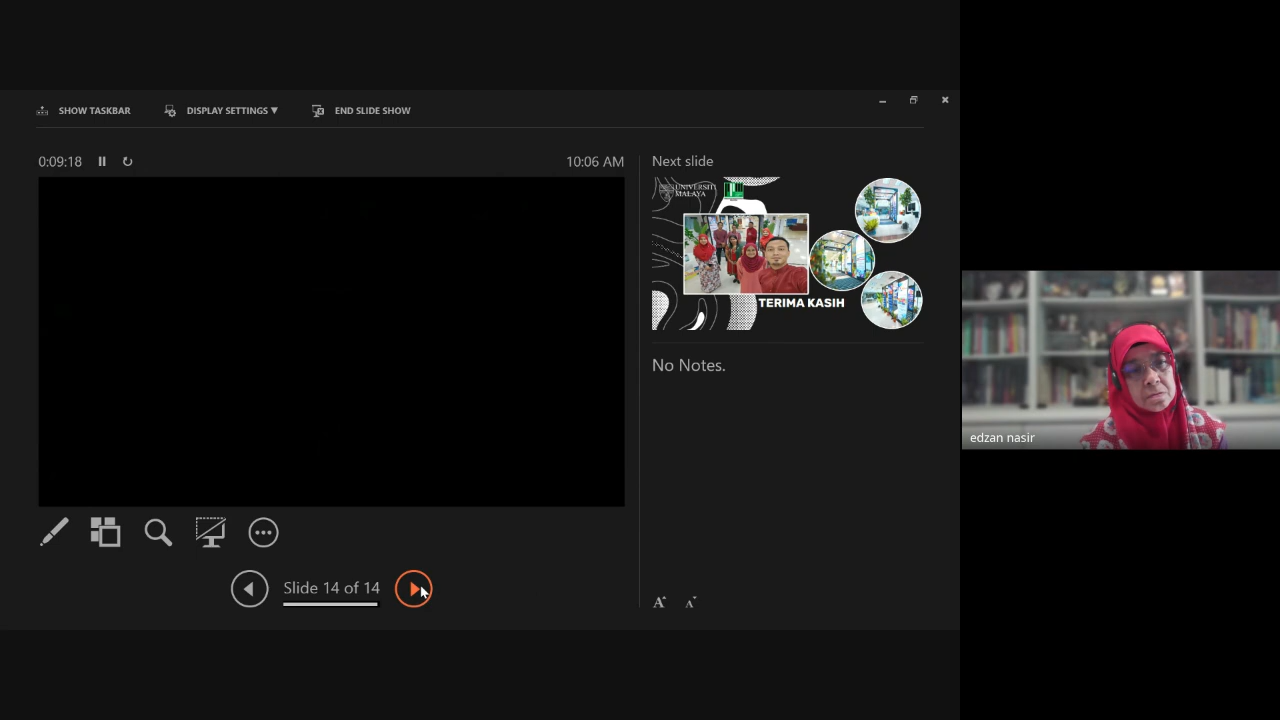 SHOW TASKBAR
DISPLAY SETTINGS ▼
END SLIDE SHOW
0:09:18
10:06 AM
Next slide
UNIVERSITI
MALAYA
TERIMA KASIH
No Notes.
edzan nasir
Slide 14 of 14
A A